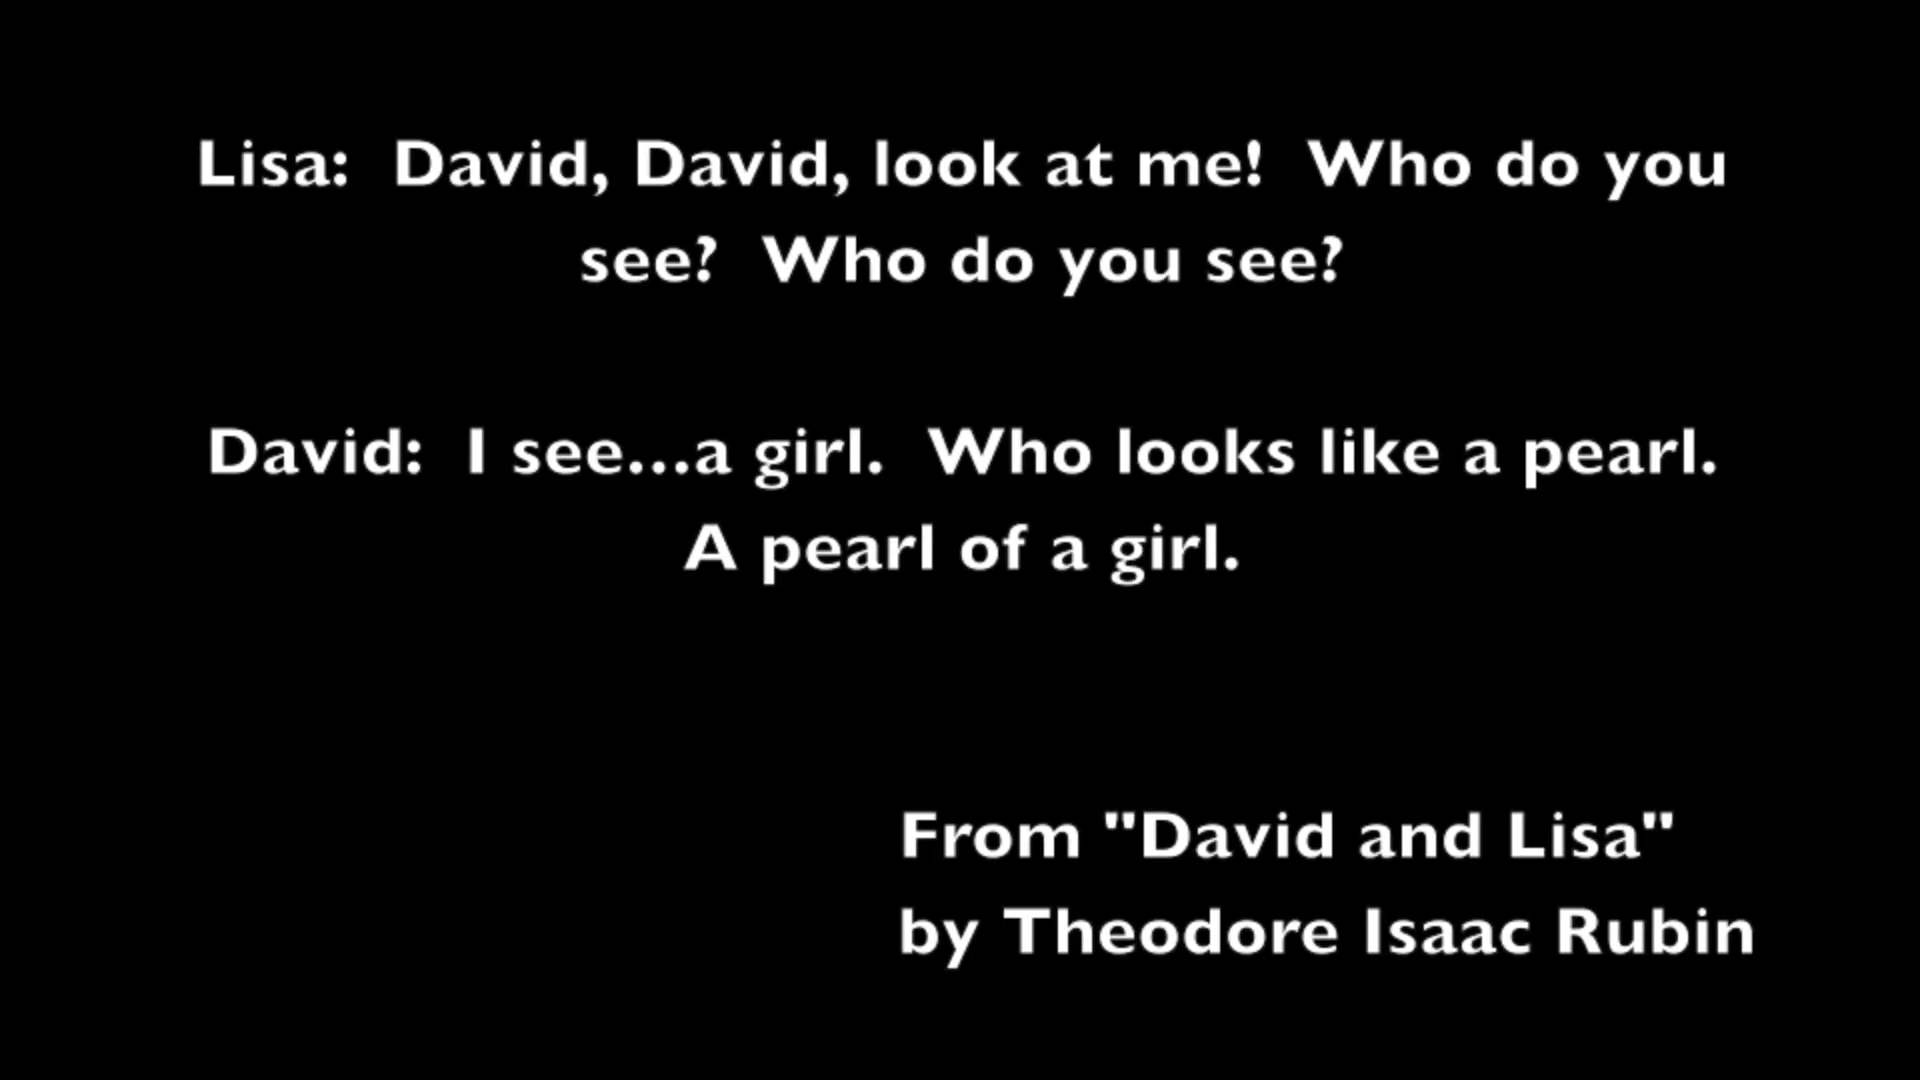 Lisa:  David, David, look at me!  Who do you
see?  Who do you see?
David:  I see...a girl.  Who looks like a pearl.
A pearl of a girl.
From "David and Lisa"
by Theodore Isaac Rubin